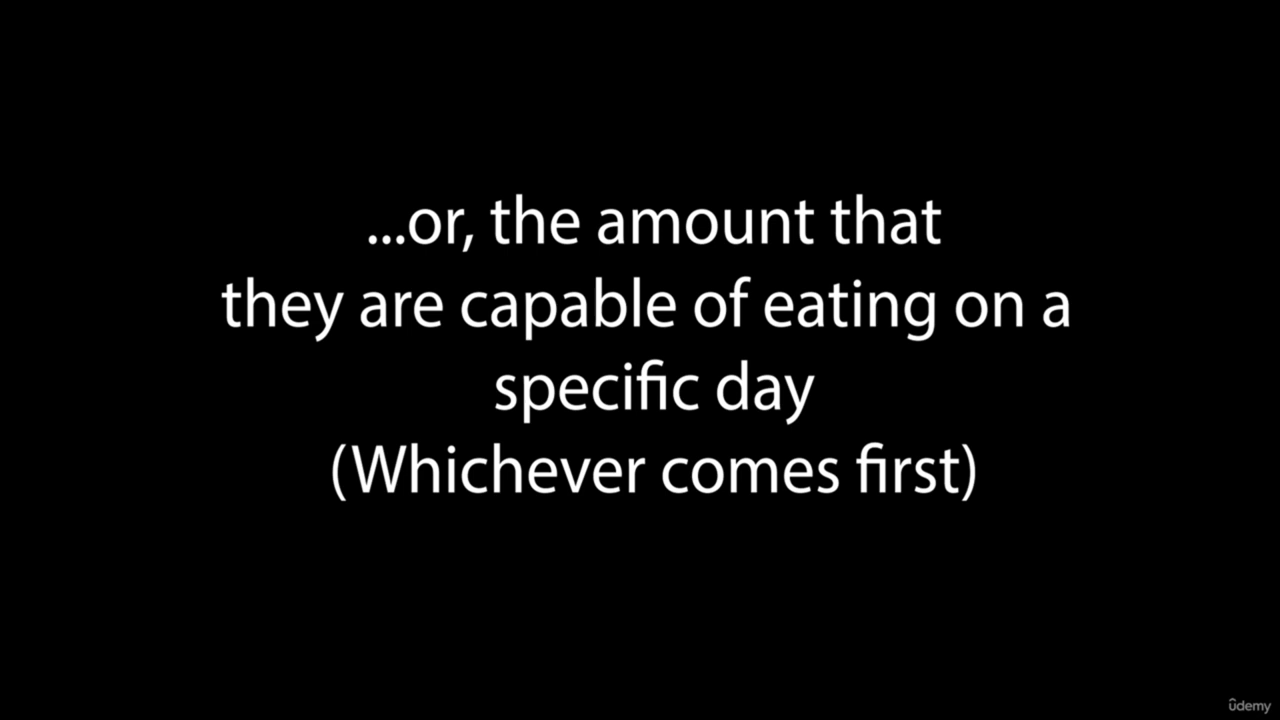 ...or, the amount that
they are capable of eating on a
specific day
(Whichever comes first)
ûdemy